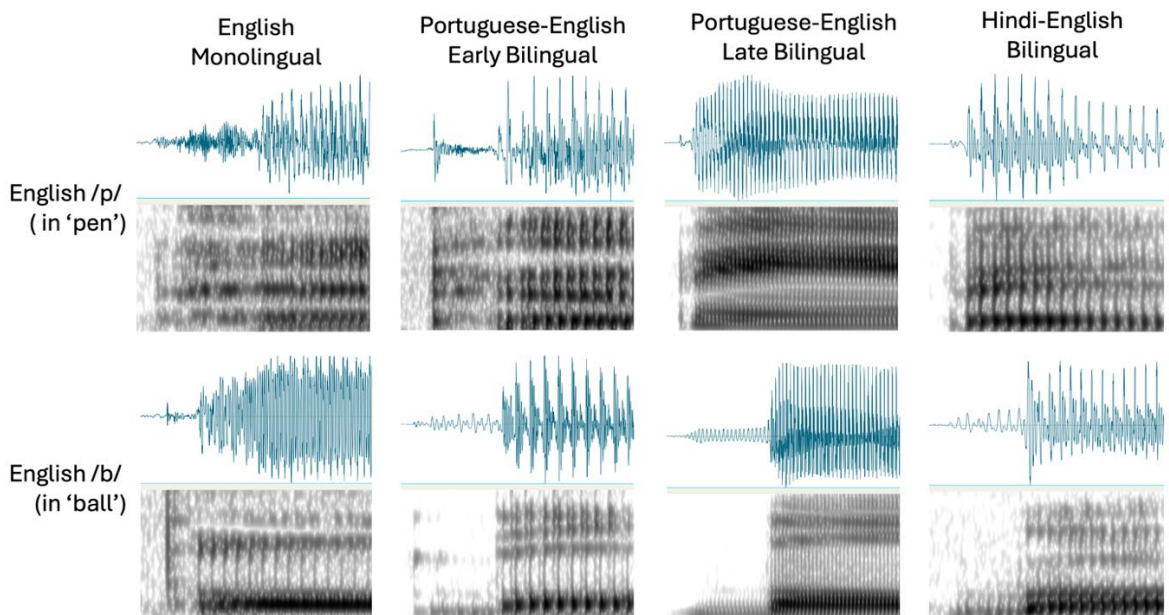 English
Monolingual
Portuguese-English
Early Bilingual
Portuguese-English
Late Bilingual
Hindi-English
Bilingual
English /p/
( in ‘pen’)
English /b/
(in ‘ball’)